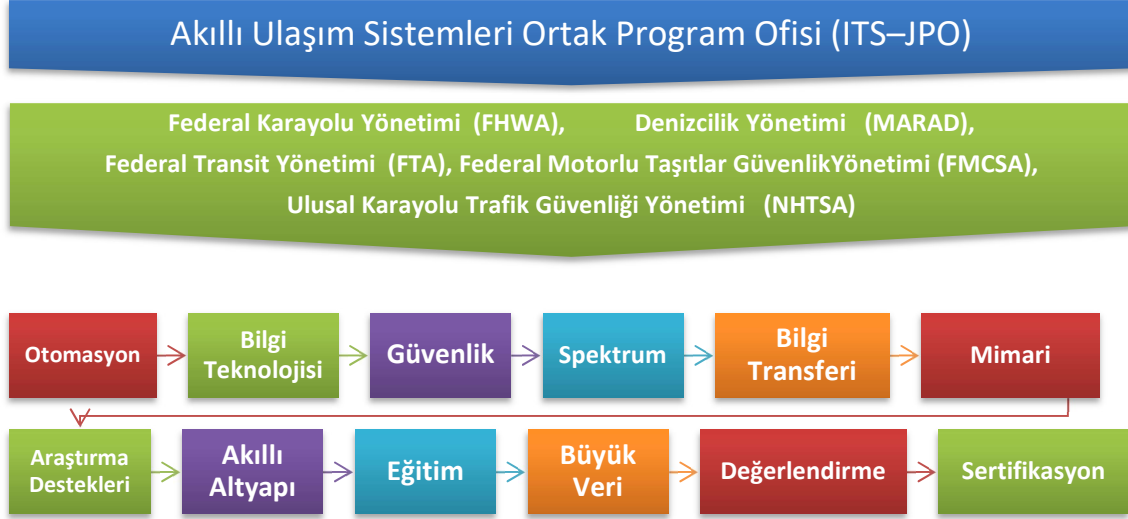 Akıllı Ulaşım Sistemleri Ortak Program Ofisi (ITS–JPO)
Federal Karayolu Yönetimi (FHWA), Denizcilik Yönetimi (MARAD),
Federal Transit Yönetimi (FTA), Federal Motorlu Taşıtlar GüvenlikYönetimi (FMCSA),
Ulusal Karayolu Trafik Güvenliği Yönetimi (NHTSA)
Otomasyon
Bilgi
Teknolojisi
Güvenlik
Spektrum
Bilgi
Transferi
Mimari
Araştırma
Destekleri
Akıllı
Altyapı
Eğitim
Büyük
Veri
Değerlendirme
Sertifikasyon